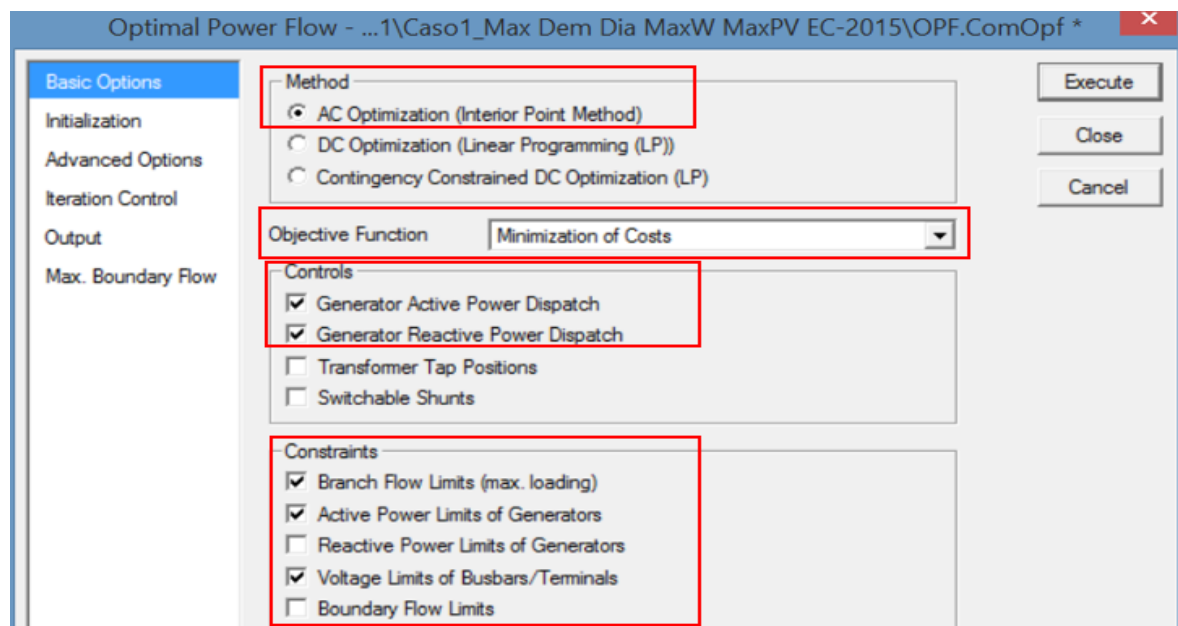 Optimal Power Flow - ...1\Caso1_Max Dem Dia MaxW MaxPV EC-2015\OPF.ComOpf *
Basic Options
Initialization
Advanced Options
Iteration Control
Output
Max. Boundary Flow
Method
AC Optimization (Interior Point Method)
DC Optimization (Linear Programming (LP))
Contingency Constrained DC Optimization (LP)
Objective Function
Minimization of Costs
Controls
Generator Active Power Dispatch
Generator Reactive Power Dispatch
Transformer Tap Positions
Switchable Shunts
Constraints
Branch Flow Limits (max. loading)
Active Power Limits of Generators
Reactive Power Limits of Generators
Voltage Limits of Busbars/Terminals
Boundary Flow Limits
Execute
Close
Cancel